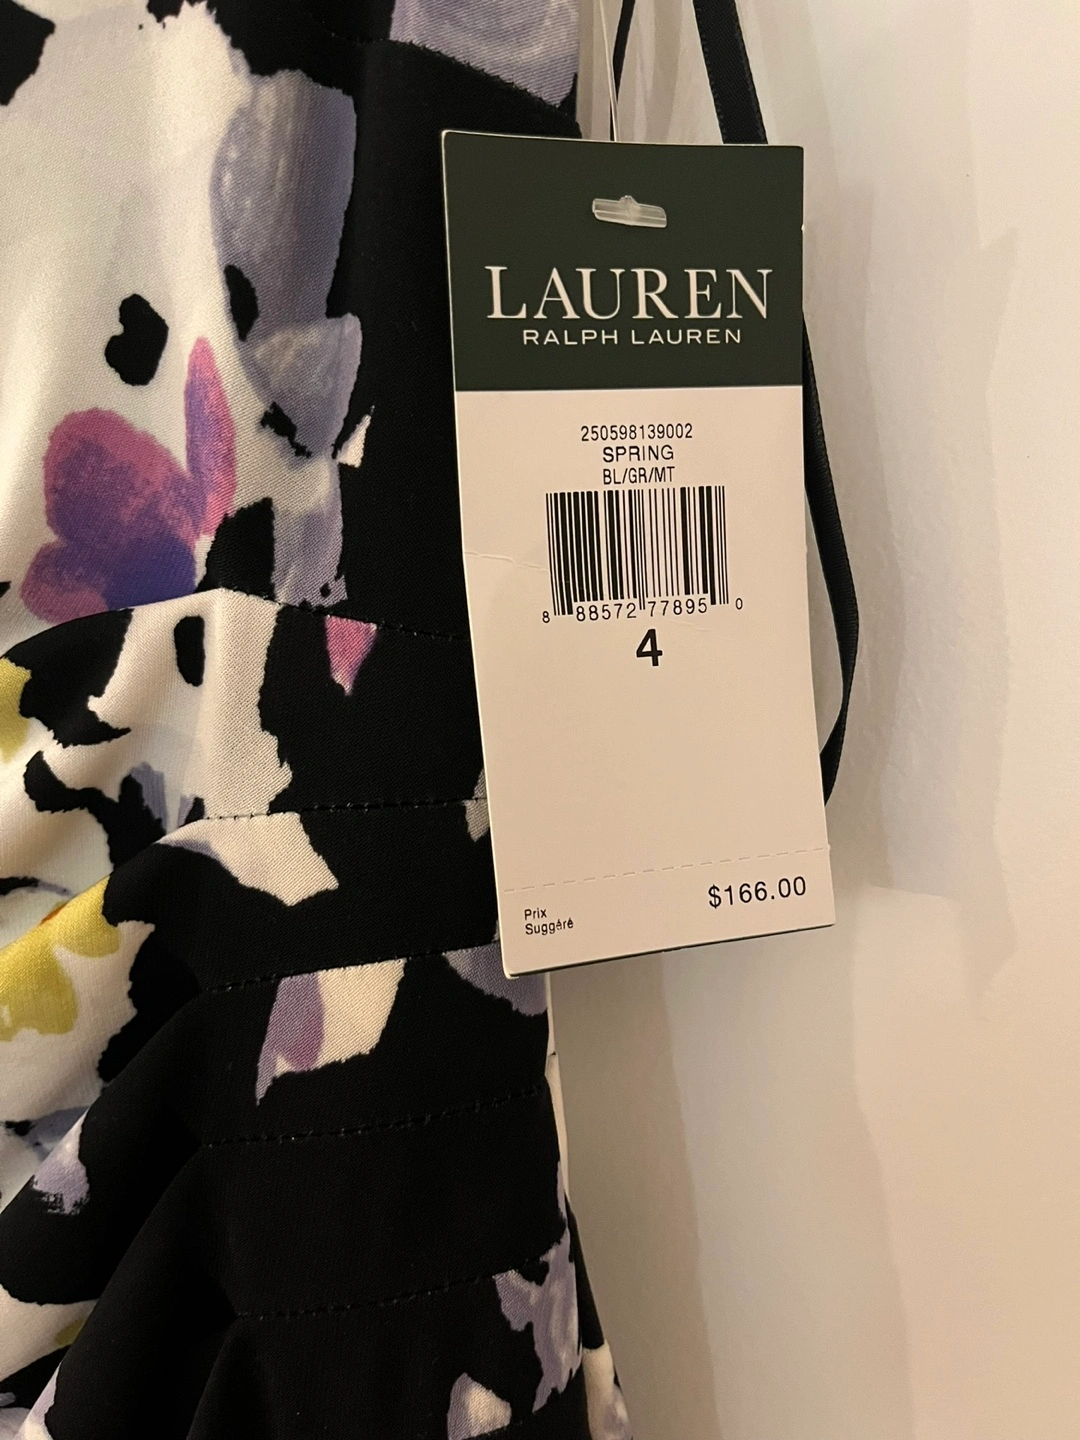 LAUREN
RALPH LAUREN
250598139002
SPRING
BL/GR/MT
8 88572 77895 0
4
$166.00
Prix
Suggéré